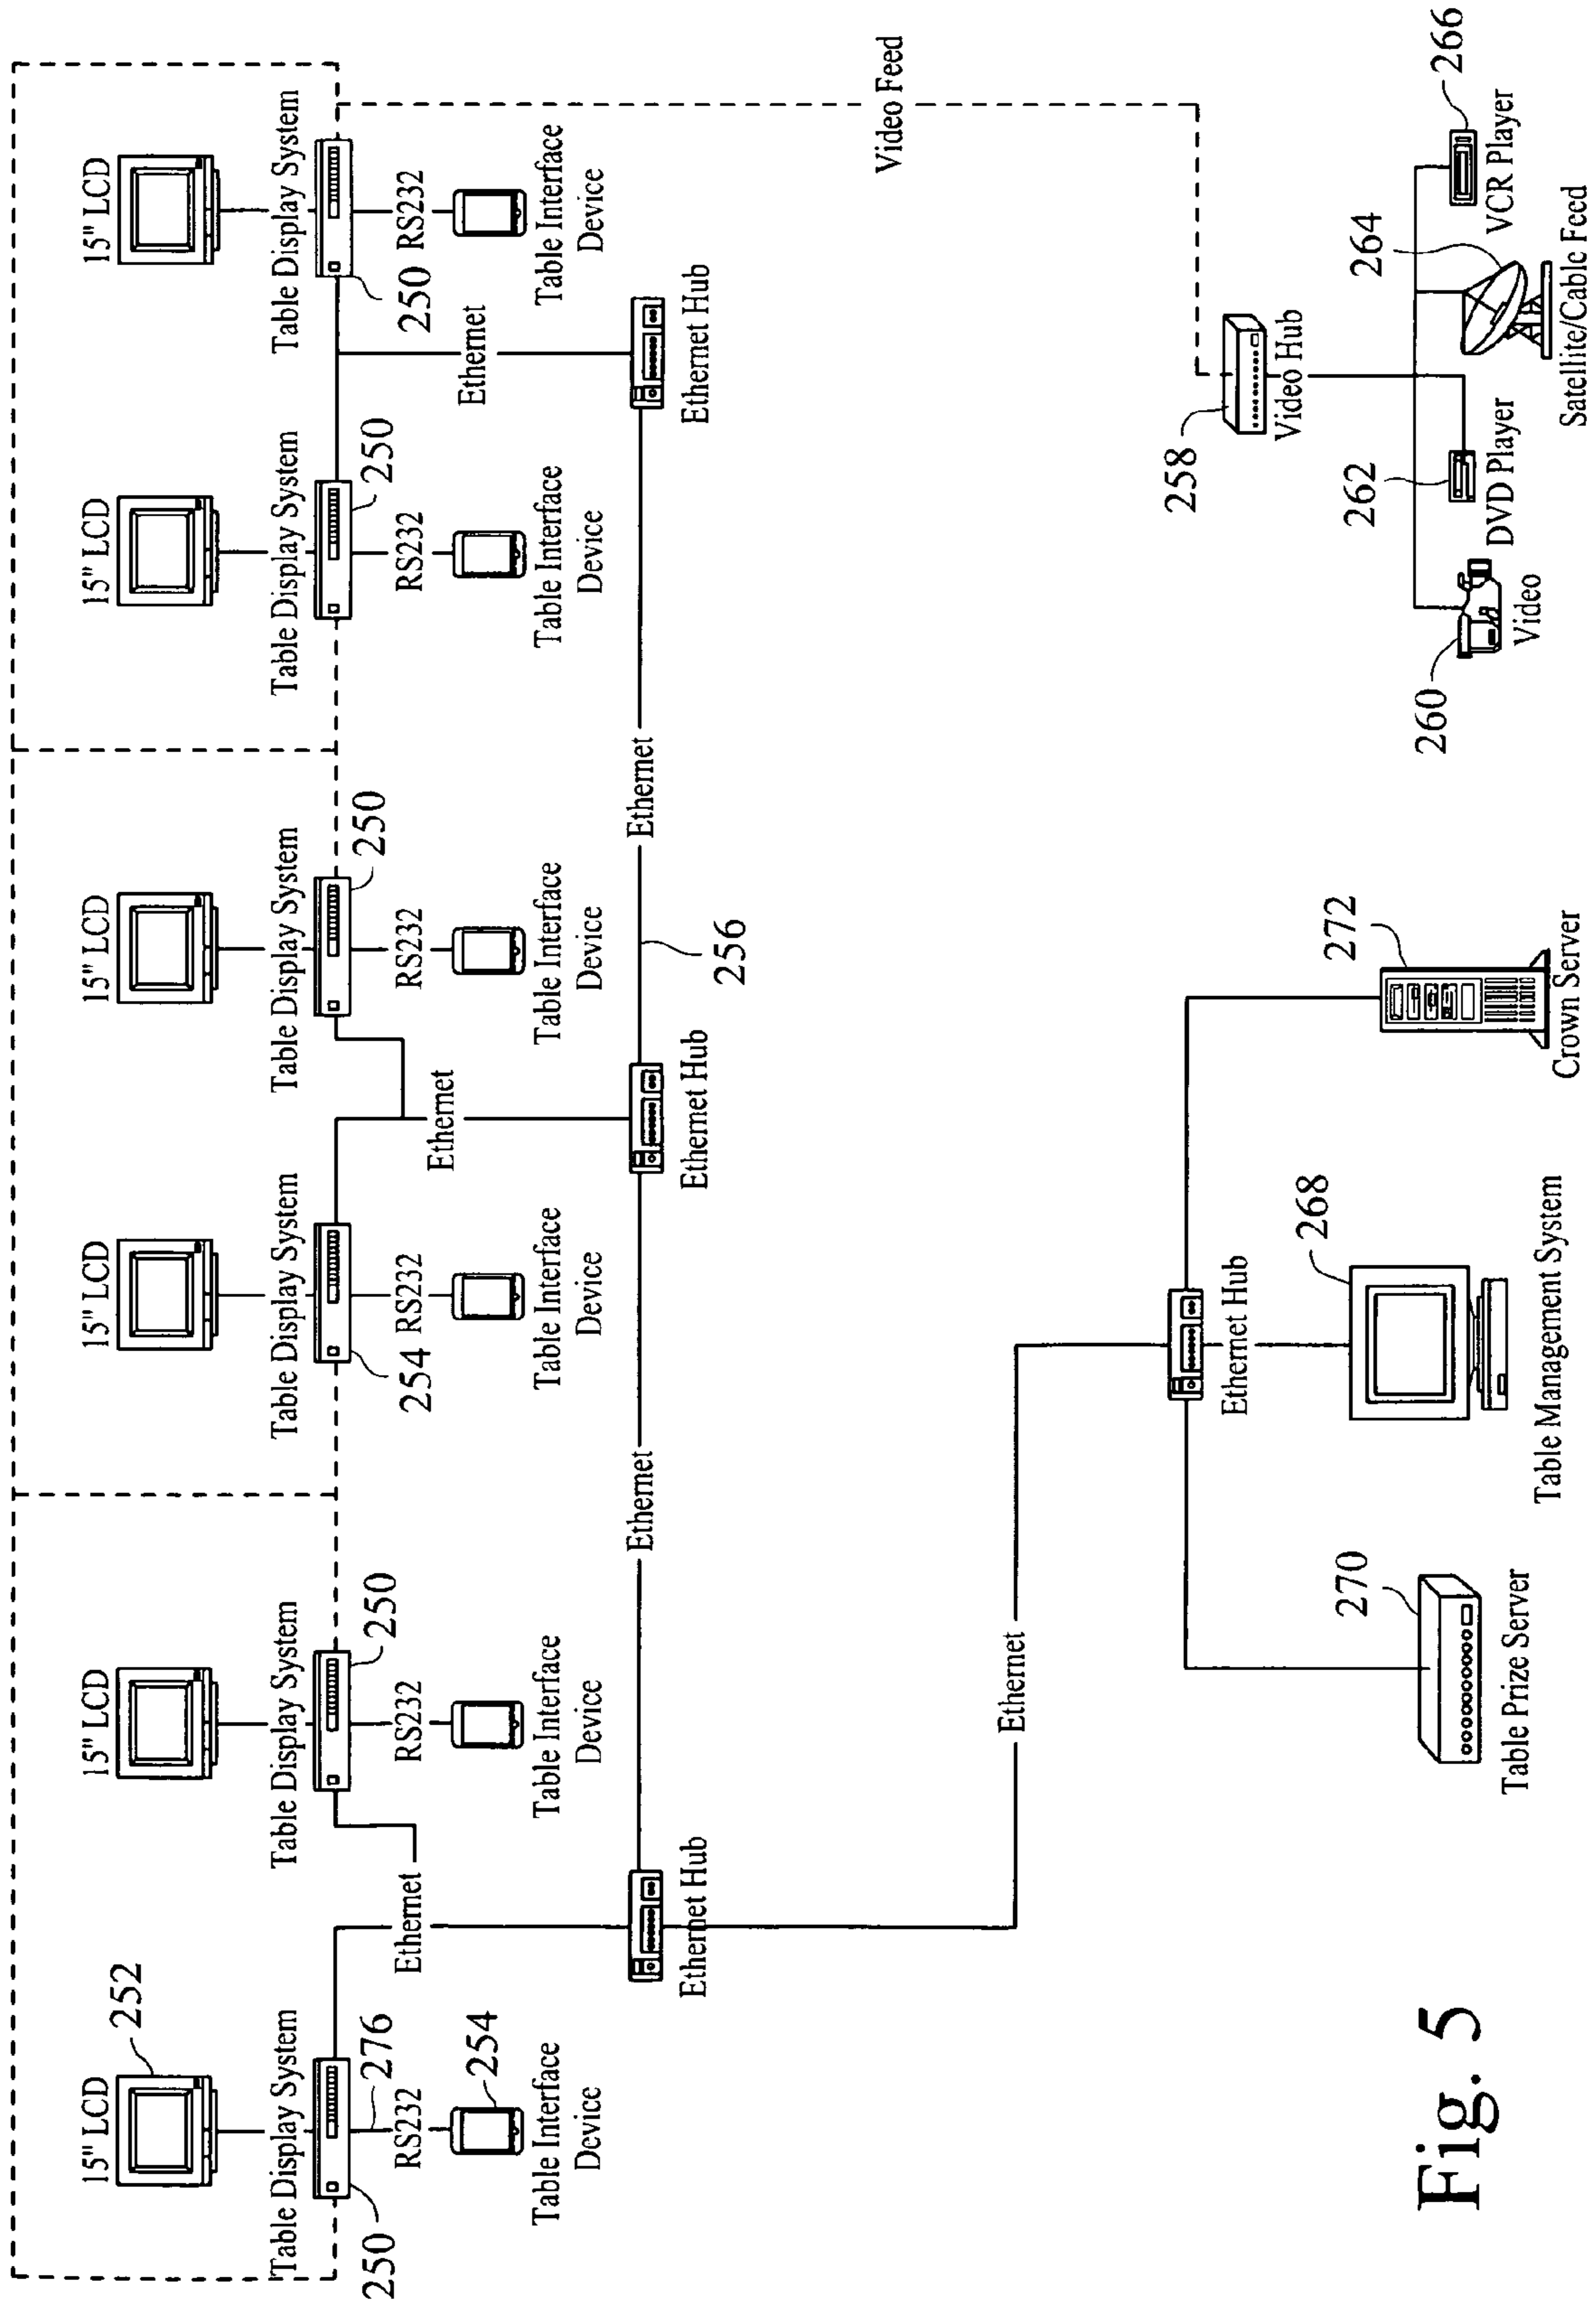 15" LCD
15" LCD
15" LCD
15" LCD
15" LCD
15" LCD
252
Table Display System
Table Display System
Table Display System
Table Display System
Table Display System
Table Display System
250
276
250
250
250
RS232
Ethernet
RS232
254
RS232
Ethernet
RS232
RS232
250
RS232
Ethernet
254
Table Interface
Device
Table Interface
Device
Table Interface
Device
Table Interface
Device
Table Interface
Device
Table Interface
Device
Ethernet
Ethernet
Ethernet Hub
Ethernet Hub
Ethernet Hub
256
Video Feed
Ethernet
258
Ethernet Hub
Video Hub
270
268
272
260
262
264
266
Table Prize Server
Table Management System
Crown Server
Video
DVD Player
VCR Player
Satellite/Cable Feed
Fig. 5